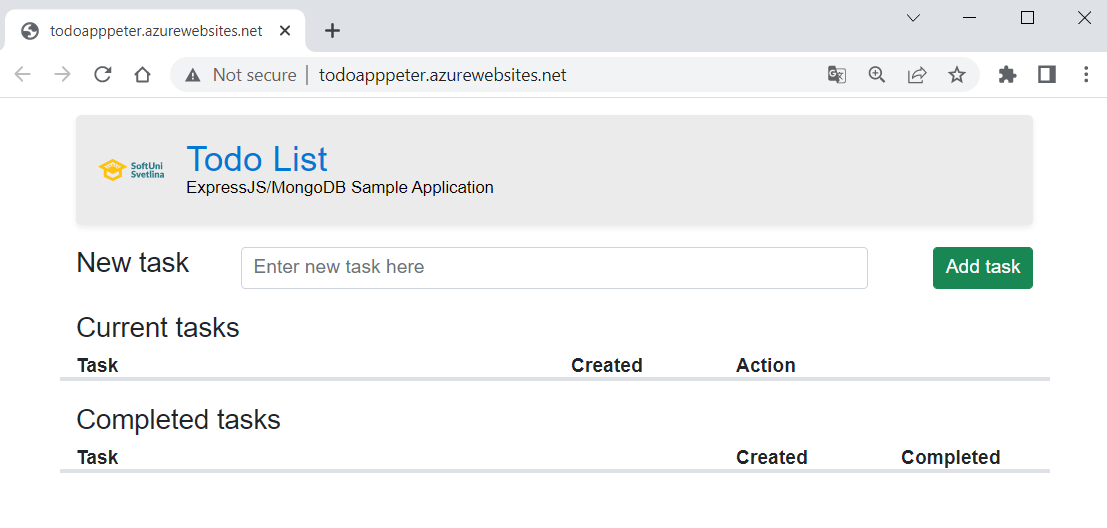 todoapppeter.azurewebsites.net
Not secure | todoapppeter.azurewebsites.net
SoftUni
Svetlina
Todo List
ExpressJS/MongoDB Sample Application
New task
Enter new task here
Add task
Current tasks
Task Created Action
Completed tasks
Task Created Completed